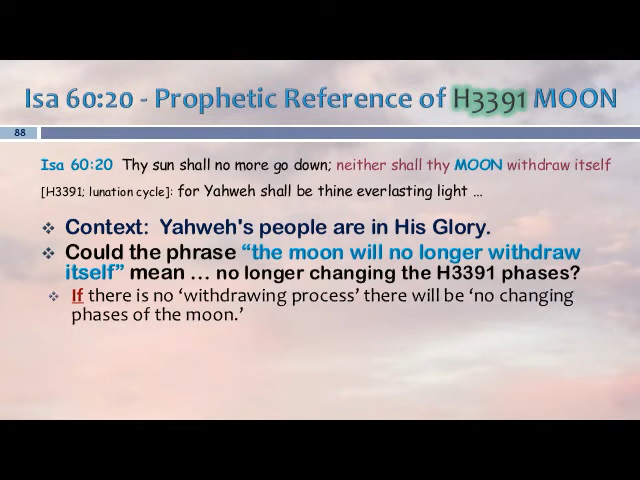 Isa 60:20 - Prophetic Reference of H3391 MOON
88
Isa 60:20 Thy sun shall no more go down; neither shall thy MOON withdraw itself
[H3391; lunation cycle]: for Yahweh shall be thine everlasting light ...
❖ Context: Yahweh's people are in His Glory.
❖ Could the phrase “the moon will no longer withdraw
itself” mean ... no longer changing the H3391 phases?
❖ If there is no ‘withdrawing process’ there will be ‘no changing
phases of the moon.’